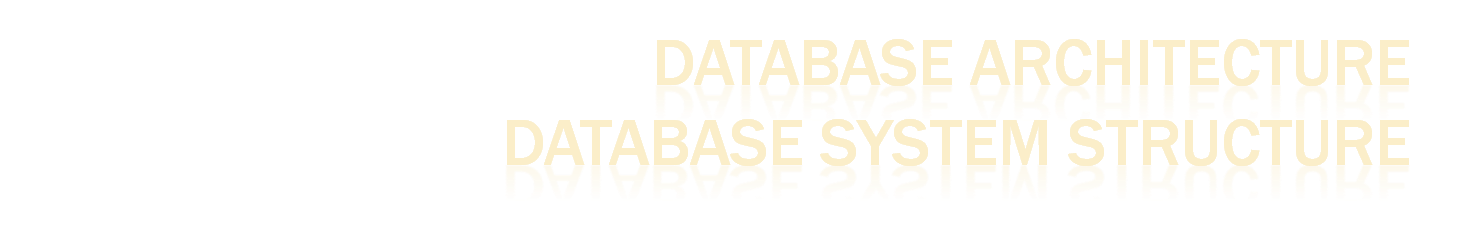 DATABASE ARCHITECTURE
DATABASE SYSTEM STRUCTURE